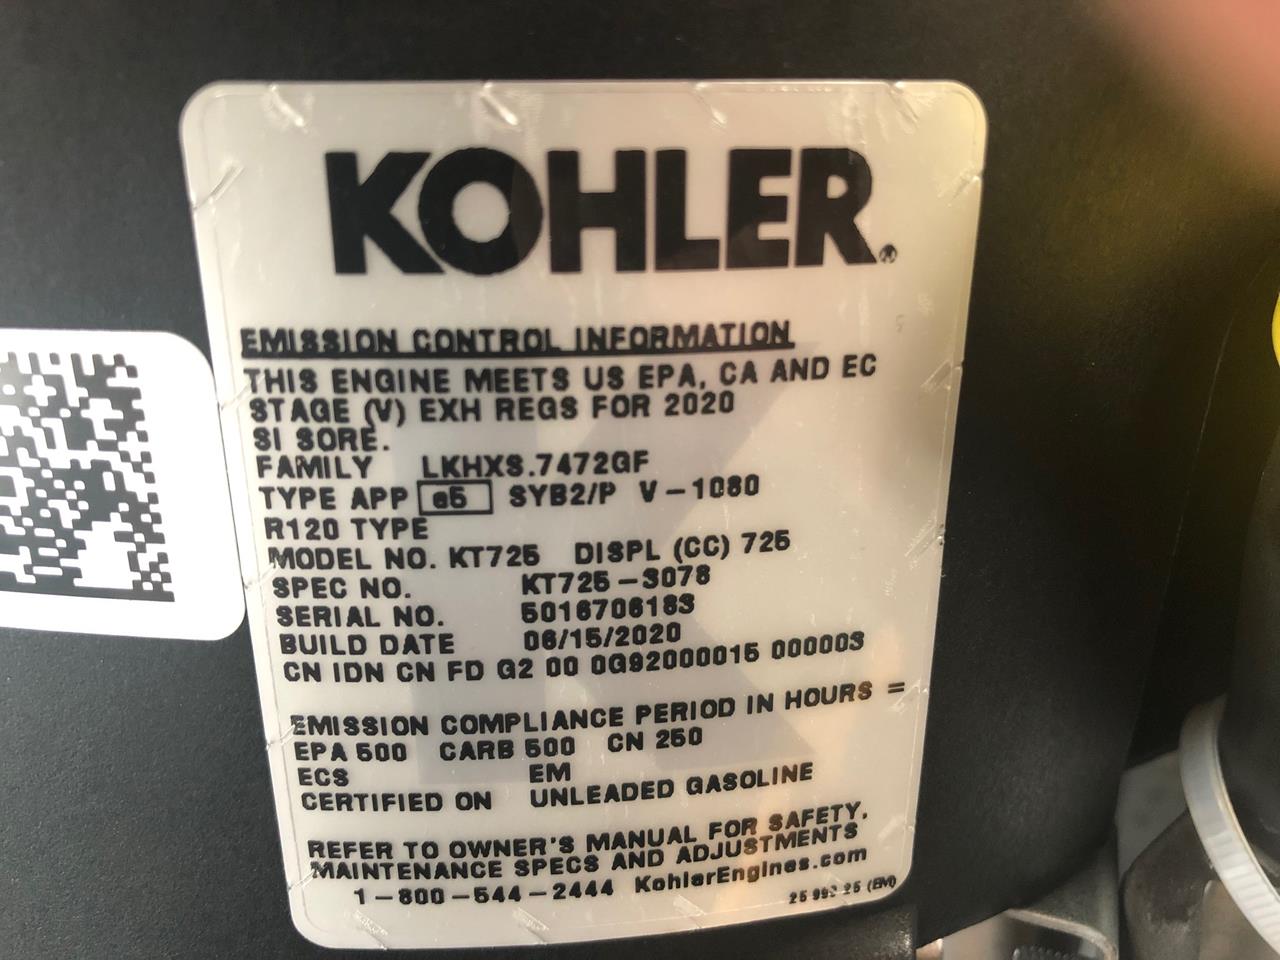 KOHLER®
EMISSION CONTROL INFORMATION
THIS ENGINE MEETS US EPA, CA AND EC
STAGE (V) EXH REGS FOR 2020
SI SORE.
FAMILY LKHXS.7472GF
TYPE APP e5 SYB2/P V-1080
R120 TYPE
MODEL NO. KT725 DISPL (CC) 725
SPEC NO. KT725-3078
SERIAL NO. 5016706183
BUILD DATE 06/15/2020
CN IDN CN FD G2 00 0G92000015 000003
EMISSION COMPLIANCE PERIOD IN HOURS =
EPA 500 CARB 500 CN 250
ECS EM
CERTIFIED ON UNLEADED GASOLINE
REFER TO OWNER'S MANUAL FOR SAFETY,
MAINTENANCE SPECS AND ADJUSTMENTS
1-800-544-2444 KohlerEngines.com
25 25 (EM)